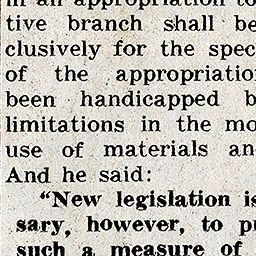 in an appropriation to
tive branch shall be
clusively for the spec
of the appropriation
been handicapped b
limitations in the mo
use of materials an
And he said:
"New legislation is
sary, however, to p
such a measure of